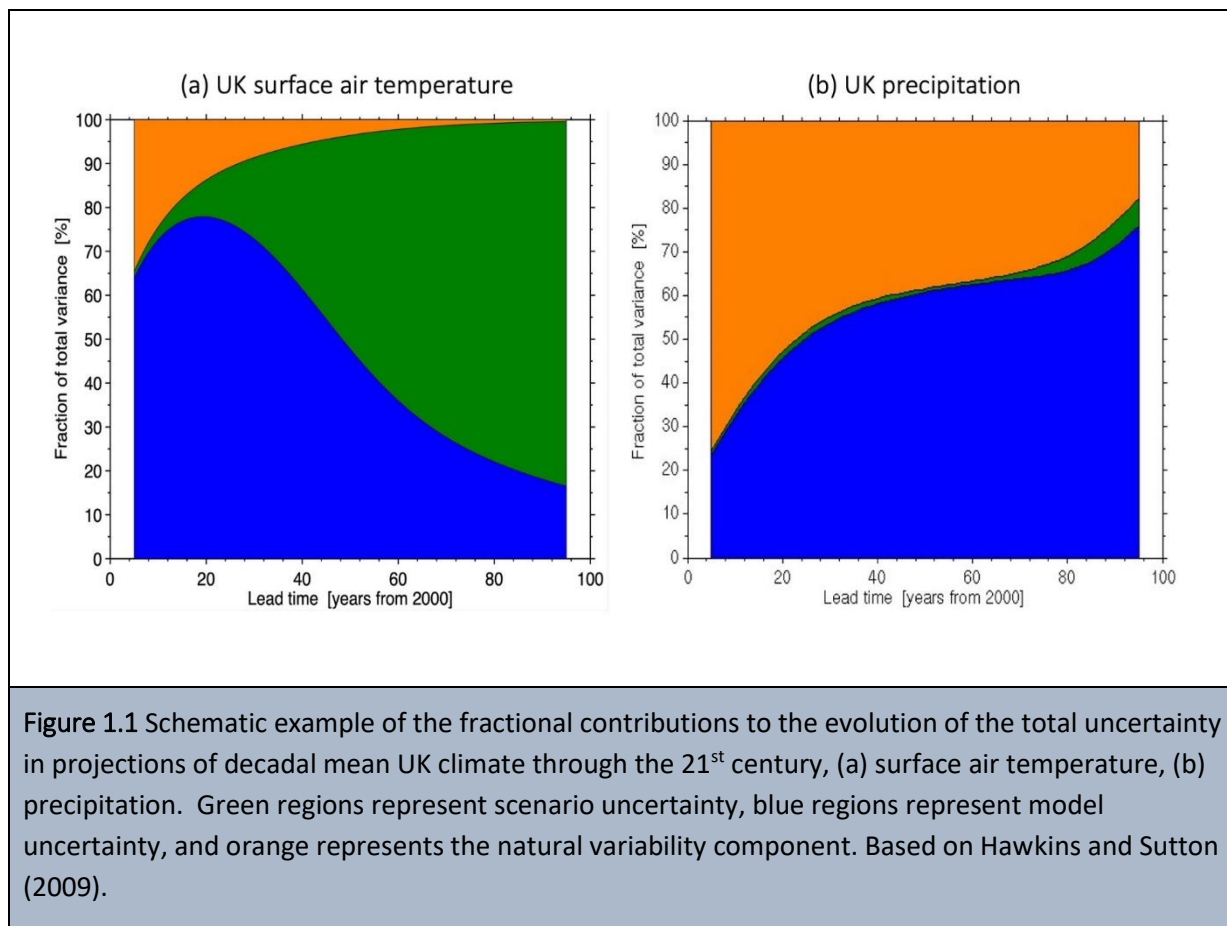 (a) UK surface air temperature
100
90
80
70
60
50
40
30
20
10
0
Fraction of total variance [%]
0 20 40 60 80 100
Lead time [years from 2000]
(b) UK precipitation
100
90
80
70
60
50
40
30
20
10
0
Fraction of total variance [%]
0 20 40 60 80 100
Lead time [years from 2000]
Figure 1.1 Schematic example of the fractional contributions to the evolution of the total uncertainty
in projections of decadal mean UK climate through the 21st century, (a) surface air temperature, (b)
precipitation. Green regions represent scenario uncertainty, blue regions represent model
uncertainty, and orange represents the natural variability component. Based on Hawkins and Sutton
(2009).